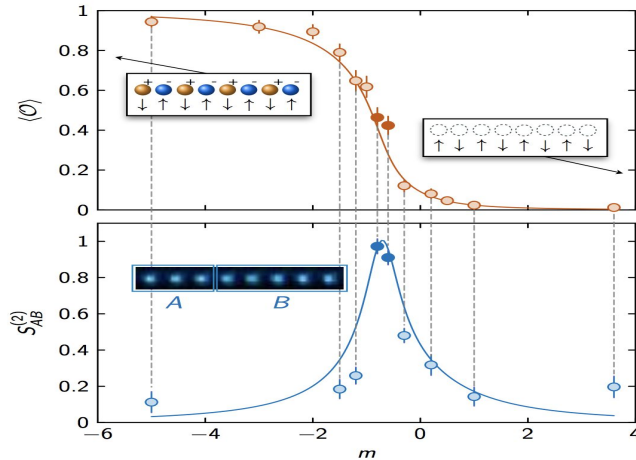 1
0.8
0.6
0.4
0.2
0
⟨O⟩
+ - + - + - + -
↓ ↑ ↓ ↑ ↓ ↑ ↓ ↑
↑ ↓ ↑ ↓ ↑ ↓ ↑ ↓
1
0.8
0.6
0.4
0.2
0
S_AB^(2)
A B
−6 −4 −2 0 2 4
m